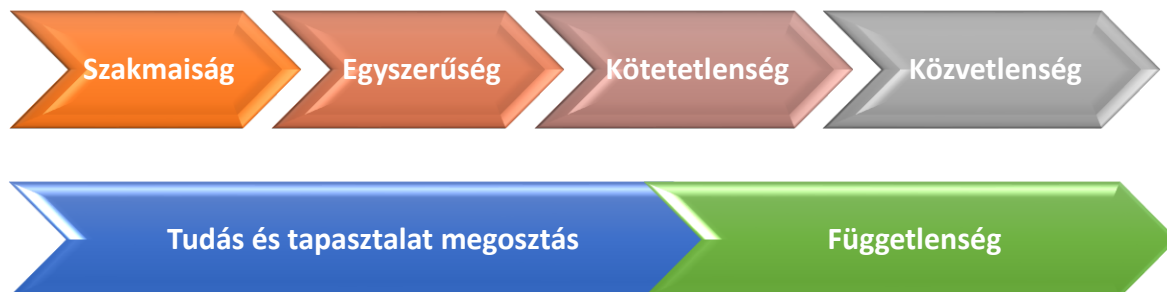 Szakmaiság
Egyszerűség
Kötetetlenség
Közvetlenség
Tudás és tapasztalat megosztás
Függetlenség